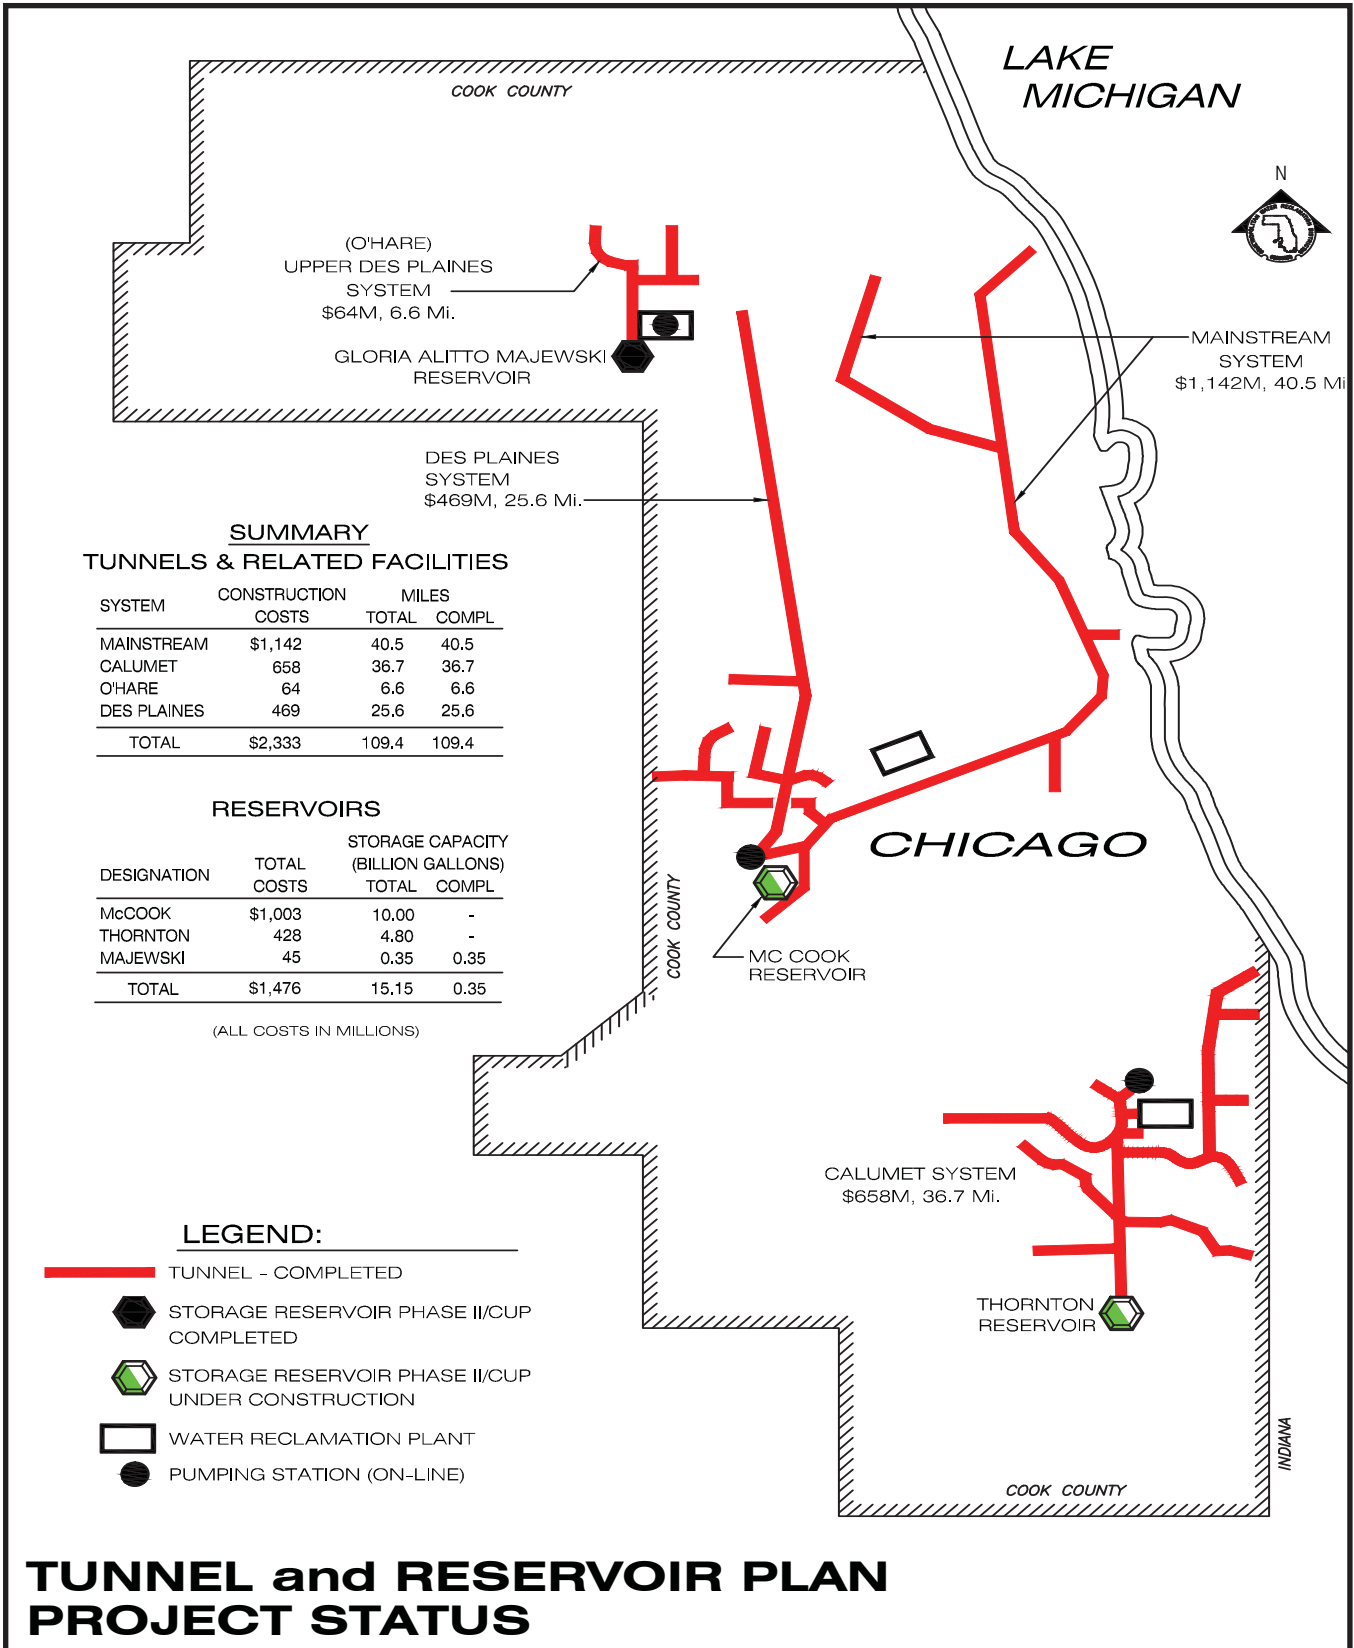 LAKE
MICHIGAN
COOK COUNTY
N
(O'HARE)
UPPER DES PLAINES
SYSTEM
$64M, 6.6 Mi.
GLORIA ALITTO MAJEWSKI
RESERVOIR
MAINSTREAM
SYSTEM
$1,142M, 40.5 Mi
DES PLAINES
SYSTEM
$469M, 25.6 Mi.
SUMMARY
TUNNELS & RELATED FACILITIES
SYSTEM CONSTRUCTION COSTS MILES TOTAL COMPL
MAINSTREAM $1,142 40.5 40.5
CALUMET 658 36.7 36.7
O'HARE 64 6.6 6.6
DES PLAINES 469 25.6 25.6
TOTAL $2,333 109.4 109.4
RESERVOIRS
DESIGNATION TOTAL COSTS STORAGE CAPACITY (BILLION GALLONS) TOTAL COMPL
McCOOK $1,003 10.00 -
THORNTON 428 4.80 -
MAJEWSKI 45 0.35 0.35
TOTAL $1,476 15.15 0.35
(ALL COSTS IN MILLIONS)
CHICAGO
COOK COUNTY
MC COOK
RESERVOIR
CALUMET SYSTEM
$658M, 36.7 Mi.
THORNTON
RESERVOIR
INDIANA
COOK COUNTY
LEGEND:
TUNNEL - COMPLETED
STORAGE RESERVOIR PHASE II/CUP
COMPLETED
STORAGE RESERVOIR PHASE II/CUP
UNDER CONSTRUCTION
WATER RECLAMATION PLANT
PUMPING STATION (ON-LINE)
TUNNEL and RESERVOIR PLAN
PROJECT STATUS